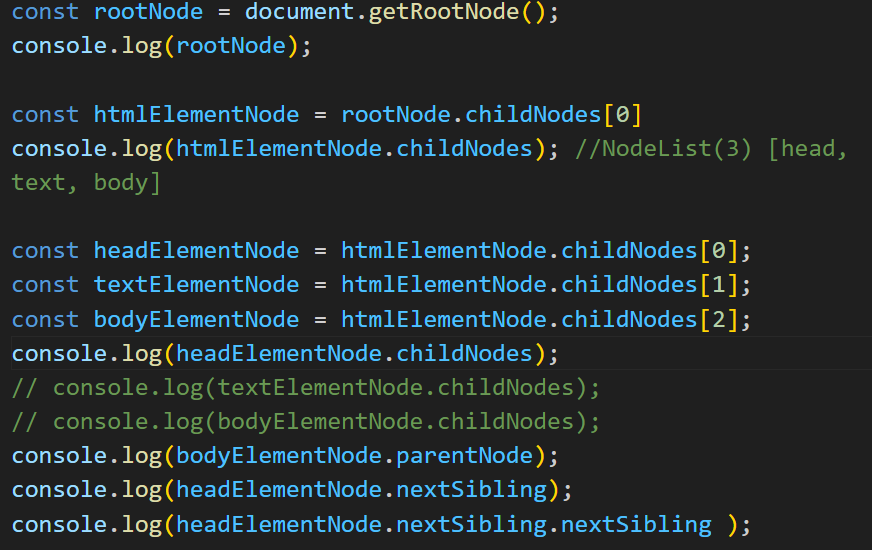 const rootNode = document.getRootNode();
console.log(rootNode);
const htmlElementNode = rootNode.childNodes[0]
console.log(htmlElementNode.childNodes); //NodeList(3) [head,
text, body]
const headElementNode = htmlElementNode.childNodes[0];
const textElementNode = htmlElementNode.childNodes[1];
const bodyElementNode = htmlElementNode.childNodes[2];
console.log(headElementNode.childNodes);
// console.log(textElementNode.childNodes);
// console.log(bodyElementNode.childNodes);
console.log(bodyElementNode.parentNode);
console.log(headElementNode.nextSibling);
console.log(headElementNode.nextSibling.nextSibling );